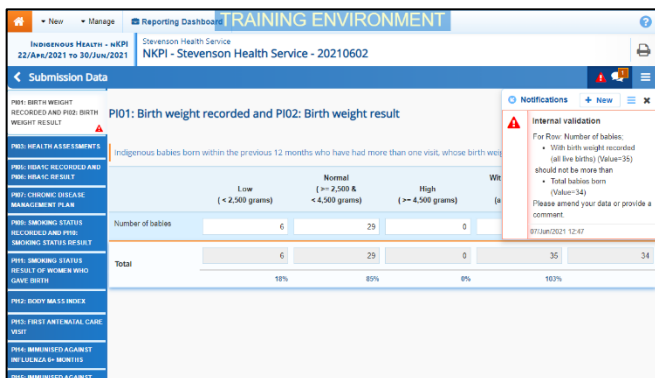 New
Manage
Reporting Dashboard
TRAINING ENVIRONMENT
INDIGENOUS HEALTH - NKPI
22/APR/2021 TO 30/JUN/2021
Stevenson Health Service
NKPI - Stevenson Health Service - 20210602
Submission Data
PI01: BIRTH WEIGHT
RECORDED AND PI02: BIRTH
WEIGHT RESULT
PI03: HEALTH ASSESSMENTS
PI05: HBA1C RECORDED AND
PI06: HBA1C RESULT
PI07: CHRONIC DISEASE
MANAGEMENT PLAN
PI09: SMOKING STATUS
RECORDED AND PI10:
SMOKING STATUS RESULT
PI11: SMOKING STATUS
RESULT OF WOMEN WHO
GAVE BIRTH
PI12: BODY MASS INDEX
PI13: FIRST ANTENATAL CARE
VISIT
PI14: IMMUNISED AGAINST
INFLUENZA 6+ MONTHS
PI01: Birth weight recorded and PI02: Birth weight result
Indigenous babies born within the previous 12 months who have had more than one visit, whose birth weig
Low
( < 2,500 grams)
Normal
( >= 2,500 &
< 4,500 grams)
High
( >= 4,500 grams)
Wit
(a
Number of babies
6
29
0
Total
6
29
0
35
34
18%
85%
0%
103%
Notifications
+ New
Internal validation
For Row: Number of babies;
• With birth weight recorded
(all live births) (Value=35)
should not be more than
• Total babies born
(Value=34)
Please amend your data or provide a
comment.
07/Jun/2021 12:47